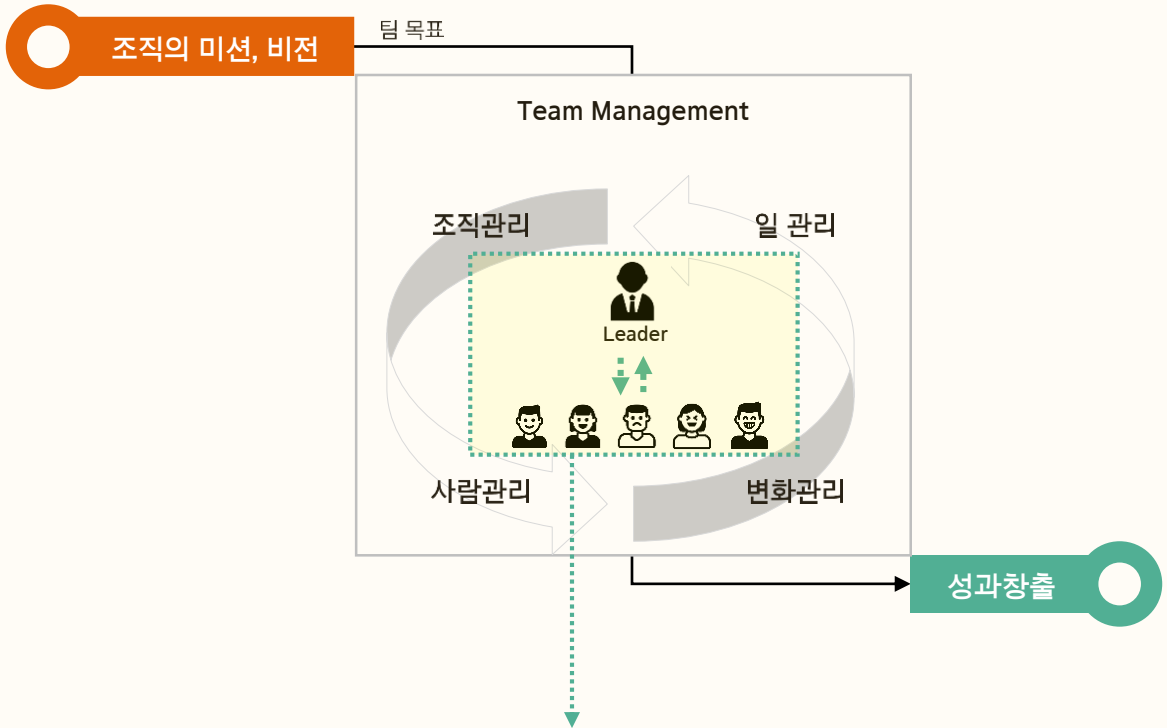 팀 목표
조직의 미션, 비전
Team Management
조직관리
일 관리
Leader
사람관리
변화관리
성과창출